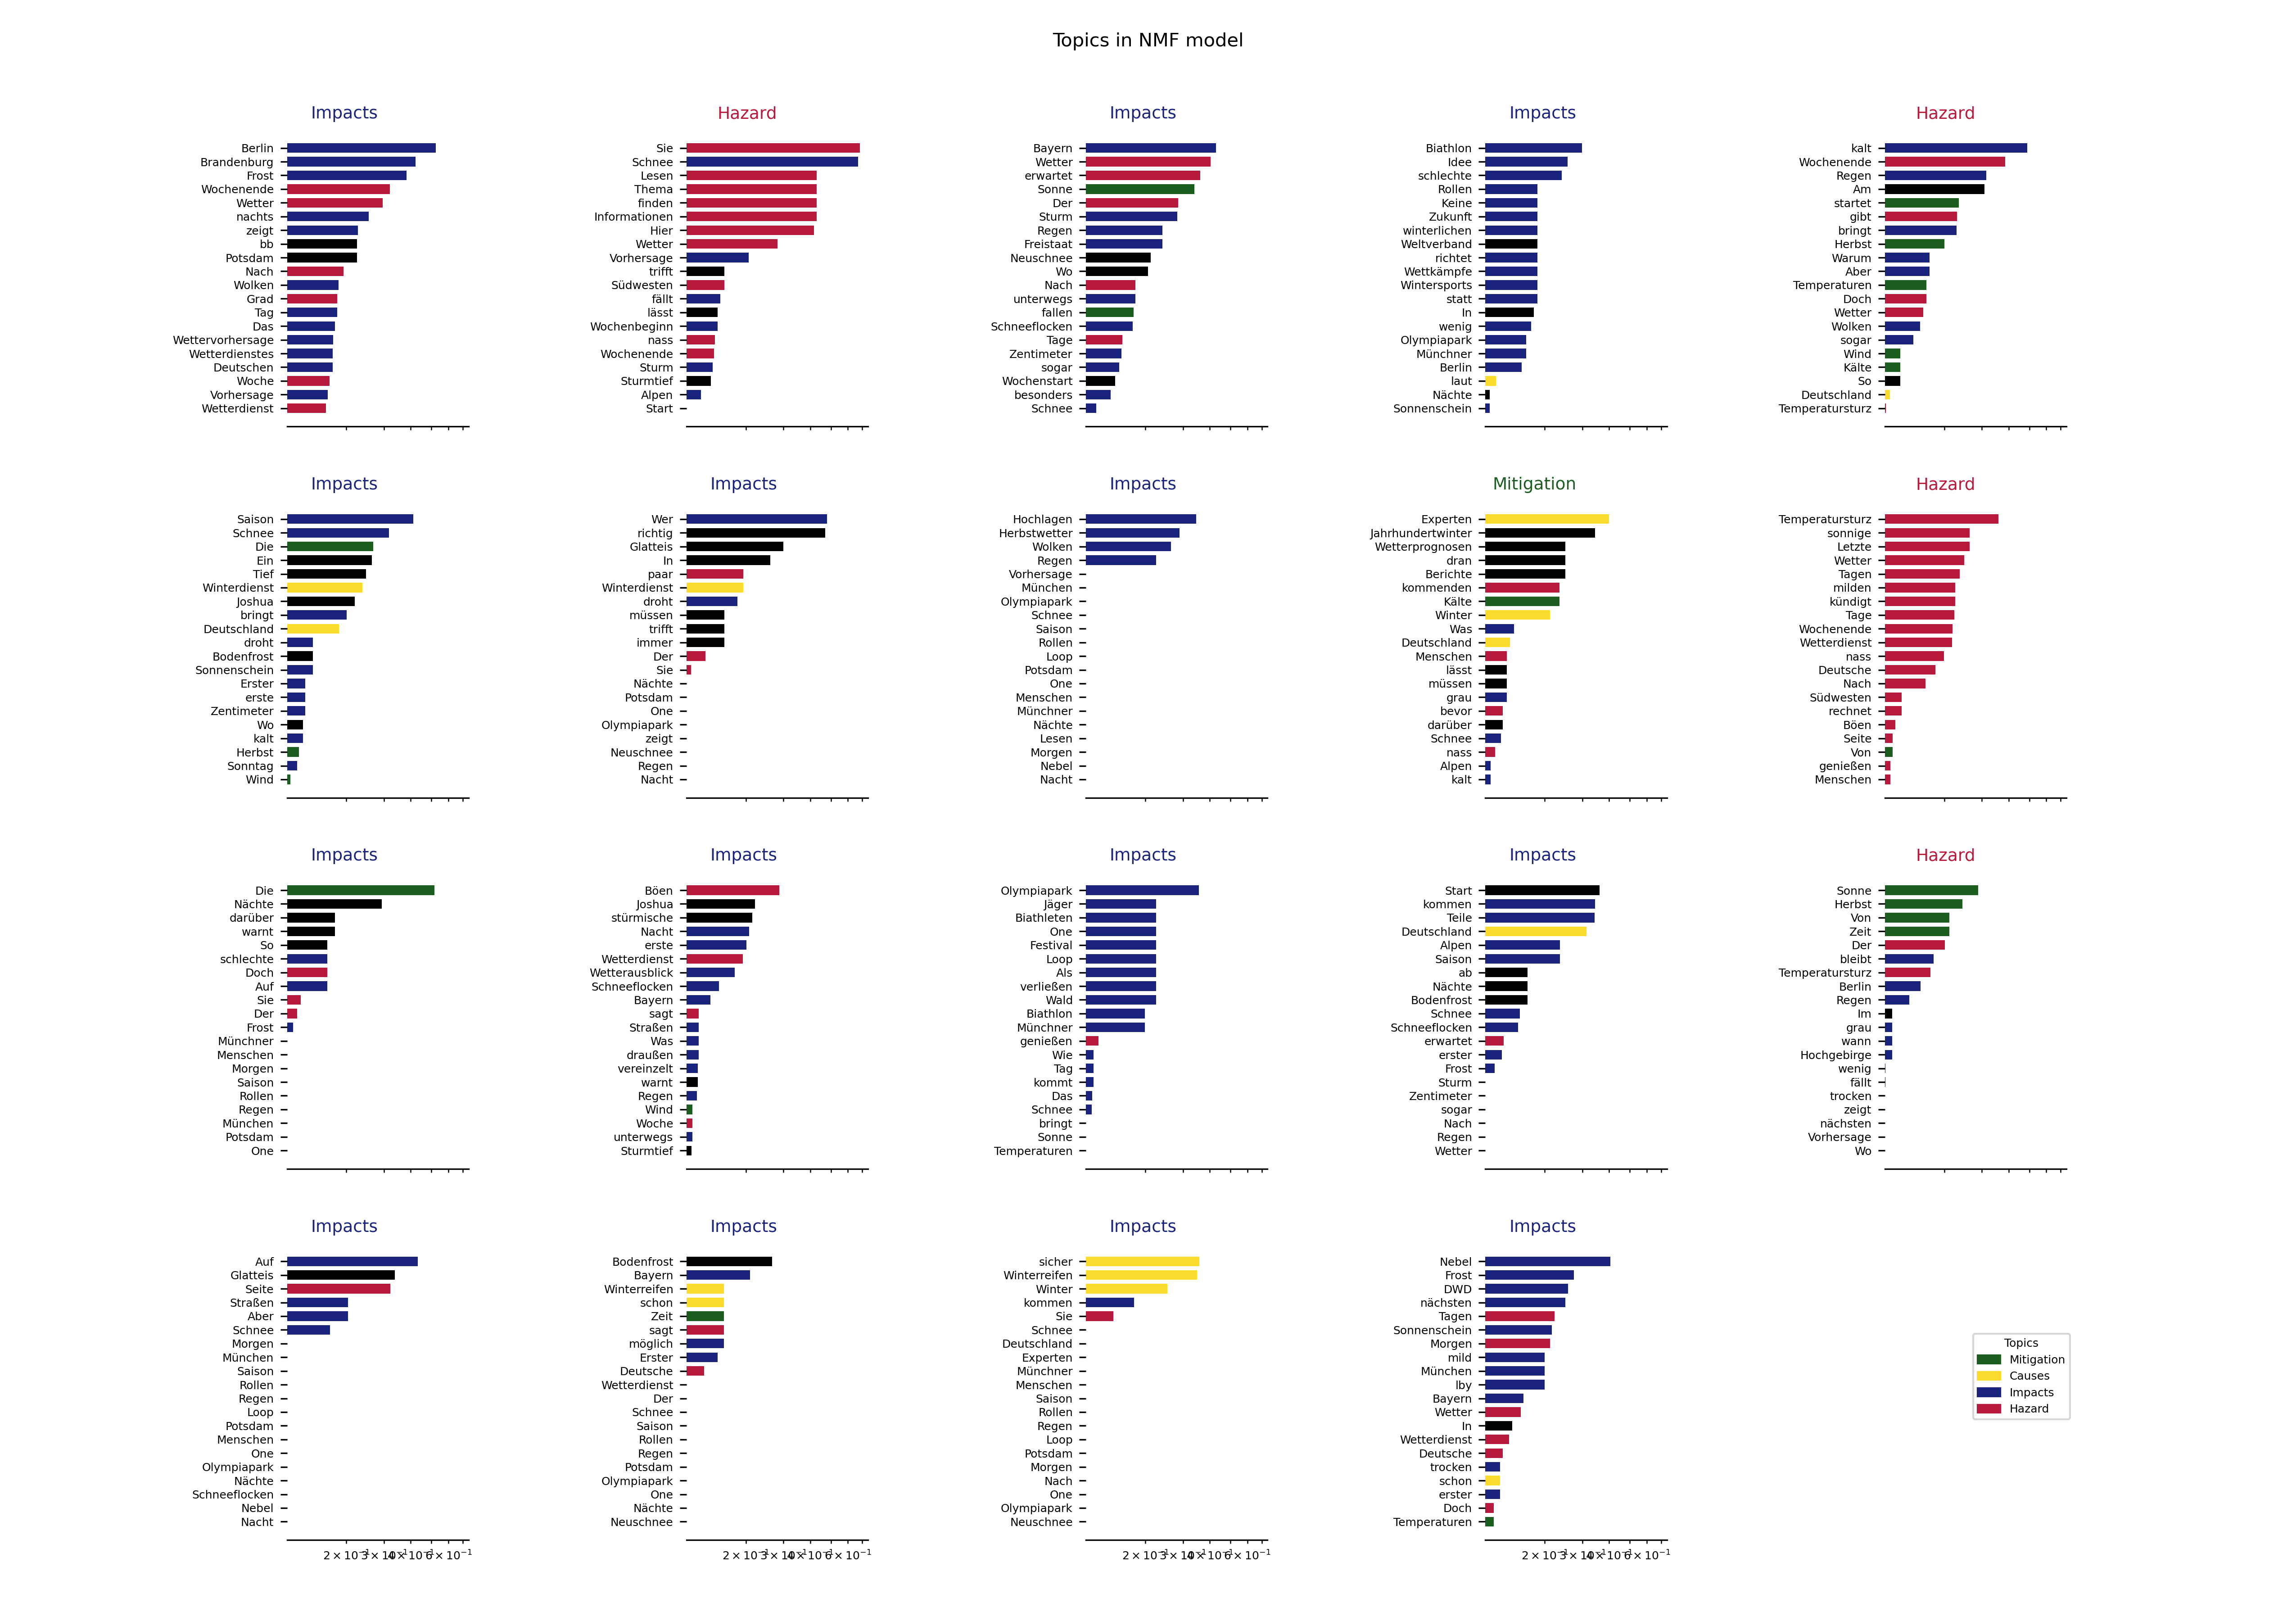 Topics in NMF model
Impacts
Berlin
Brandenburg
Frost
Wochenende
Wetter
nachts
zeigt
bb
Potsdam
Nach
Wolken
Grad
Tag
Das
Wettervorhersage
Wetterdienstes
Deutschen
Woche
Vorhersage
Wetterdienst
Hazard
Sie
Schnee
Lesen
Thema
finden
Informationen
Hier
Wetter
Vorhersage
trifft
Südwesten
fällt
lässt
Wochenbeginn
nass
Wochenende
Sturm
Sturmtief
Alpen
Start
Impacts
Bayern
Wetter
erwartet
Sonne
Der
Sturm
Regen
Freistaat
Neuschnee
Wo
Nach
unterwegs
fallen
Schneeflocken
Tage
Zentimeter
sogar
Wochenstart
besonders
Schnee
Impacts
Biathlon
Idee
schlechte
Rollen
Keine
Zukunft
winterlichen
Weltverband
richtet
Wettkämpfe
Wintersports
statt
In
wenig
Olympiapark
Münchner
Berlin
laut
Nächte
Sonnenschein
Hazard
kalt
Wochenende
Regen
Am
startet
gibt
bringt
Herbst
Warum
Aber
Temperaturen
Doch
Wetter
Wolken
sogar
Wind
Kälte
So
Deutschland
Temperatursturz
Impacts
Saison
Schnee
Die
Ein
Tief
Winterdienst
Joshua
bringt
Deutschland
droht
Bodenfrost
Sonnenschein
Erster
erste
Zentimeter
Wo
kalt
Herbst
Sonntag
Wind
Impacts
Wer
richtig
Glatteis
In
paar
Winterdienst
droht
müssen
trifft
immer
Der
Sie
Nächte
Potsdam
One
Olympiapark
zeigt
Neuschnee
Regen
Nacht
Impacts
Hochlagen
Herbstwetter
Wolken
Regen
Vorhersage
München
Olympiapark
Schnee
Saison
Rollen
Loop
Potsdam
One
Menschen
Münchner
Nächte
Lesen
Morgen
Nebel
Nacht
Mitigation
Experten
Jahrhundertwinter
Wetterprognosen
dran
Berichte
kommenden
Kälte
Winter
Was
Deutschland
Menschen
lässt
müssen
grau
bevor
darüber
Schnee
nass
Alpen
kalt
Hazard
Temperatursturz
sonnige
Letzte
Wetter
Tagen
milden
kündigt
Tage
Wochenende
Wetterdienst
nass
Deutsche
Nach
Südwesten
rechnet
Böen
Seite
Von
genießen
Menschen
Impacts
Die
Nächte
darüber
warnt
So
schlechte
Doch
Auf
Sie
Der
Frost
Münchner
Menschen
Morgen
Saison
Rollen
Regen
München
Potsdam
One
Impacts
Böen
Joshua
stürmische
Nacht
erste
Wetterdienst
Wetterausblick
Schneeflocken
Bayern
sagt
Straßen
Was
draußen
vereinzelt
warnt
Regen
Wind
Woche
unterwegs
Sturmtief
Impacts
Olympiapark
Jäger
Biathleten
One
Festival
Loop
Als
verließen
Wald
Biathlon
Münchner
genießen
Wie
Tag
kommt
Das
Schnee
bringt
Sonne
Temperaturen
Impacts
Start
kommen
Teile
Deutschland
Alpen
Saison
ab
Nächte
Bodenfrost
Schnee
Schneeflocken
erwartet
erster
Frost
Sturm
Zentimeter
sogar
Nach
Regen
Wetter
Hazard
Sonne
Herbst
Von
Zeit
Der
bleibt
Temperatursturz
Berlin
Regen
Im
grau
wann
Hochgebirge
wenig
fällt
trocken
zeigt
nächsten
Vorhersage
Wo
Impacts
Auf
Glatteis
Seite
Straßen
Aber
Schnee
Morgen
München
Saison
Rollen
Regen
Loop
Potsdam
Menschen
One
Olympiapark
Nächte
Schneeflocken
Nebel
Nacht
Impacts
Bodenfrost
Bayern
Winterreifen
schon
Zeit
sagt
möglich
Erster
Deutsche
Wetterdienst
Der
Schnee
Saison
Rollen
Regen
Potsdam
Olympiapark
One
Nächte
Neuschnee
Impacts
sicher
Winterreifen
Winter
kommen
Sie
Schnee
Deutschland
Experten
Münchner
Menschen
Saison
Rollen
Regen
Loop
Potsdam
Morgen
Nach
One
Olympiapark
Neuschnee
Impacts
Nebel
Frost
DWD
nächsten
Tagen
Sonnenschein
Morgen
mild
München
lby
Bayern
Wetter
In
Wetterdienst
Deutsche
trocken
schon
erster
Doch
Temperaturen
Topics
Mitigation
Causes
Impacts
Hazard